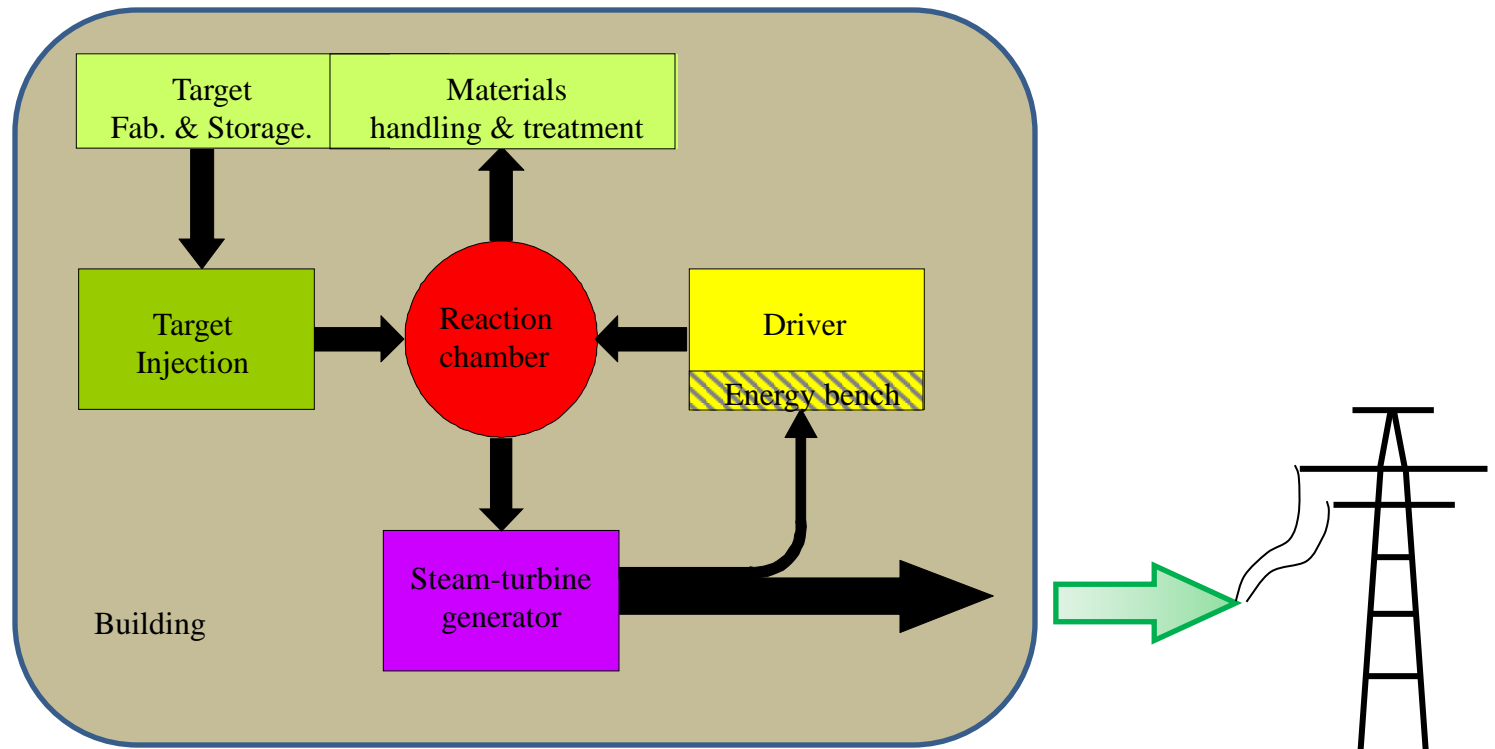 Target
Fab. & Storage.
Materials
handling & treatment
Target
Injection
Reaction
chamber
Driver
Energy bench
Steam-turbine
generator
Building